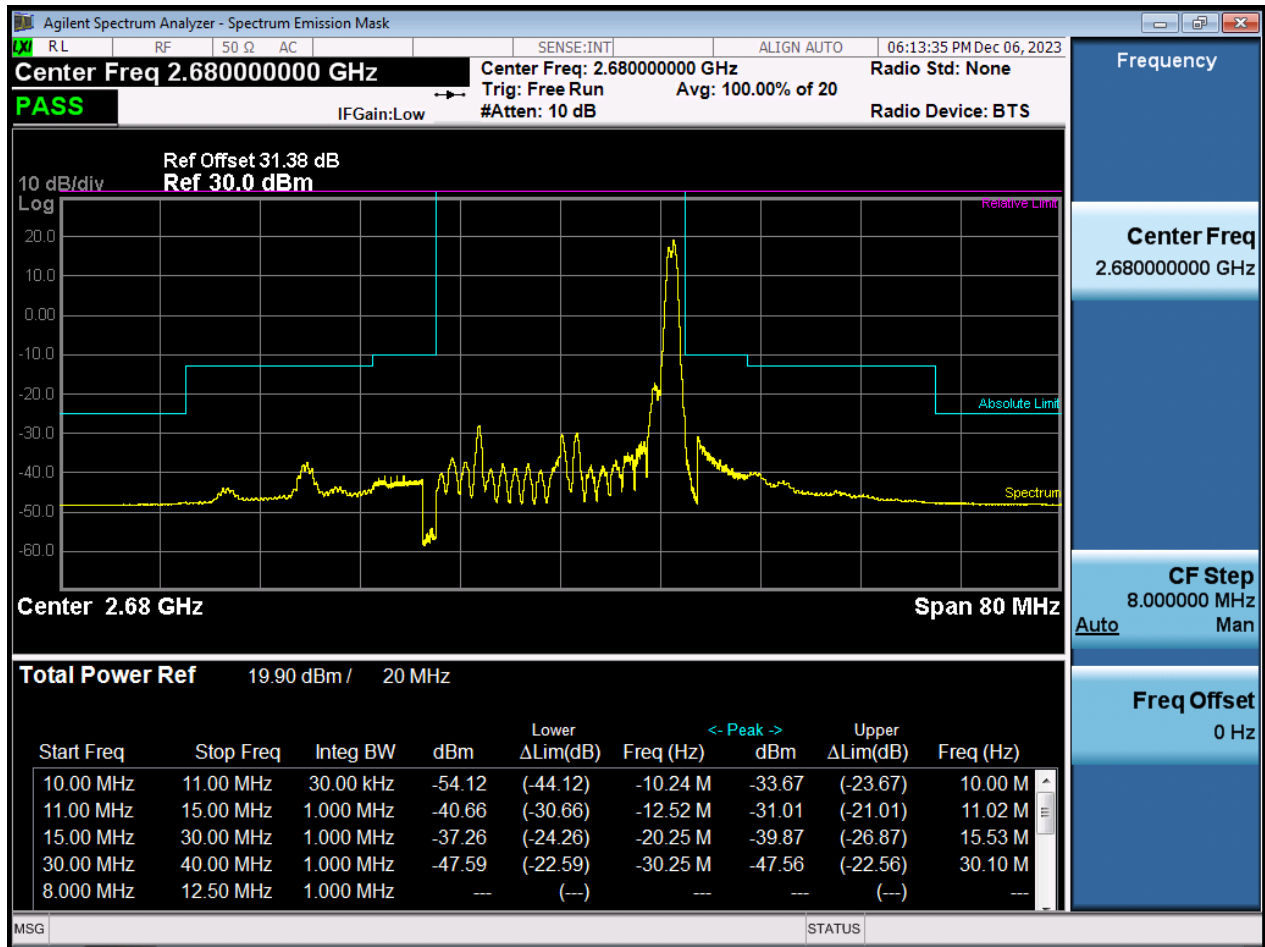 Agilent Spectrum Analyzer - Spectrum Emission Mask
LXI RL RF 50 Ω AC SENSE:INT ALIGN AUTO 06:13:35 PM Dec 06, 2023
Center Freq 2.680000000 GHz
PASS
IFGain:Low
Center Freq: 2.680000000 GHz
Trig: Free Run Avg: 100.00% of 20
#Atten: 10 dB
Radio Std: None
Radio Device: BTS
Ref Offset 31.38 dB
10 dB/div Ref 30.0 dBm
Log
Relative Limit
20.0
10.0
0.00
-10.0
-20.0
Absolute Limit
-30.0
-40.0
Spectrum
-50.0
-60.0
Center 2.68 GHz Span 80 MHz
Total Power Ref 19.90 dBm / 20 MHz
Lower <- Peak -> Upper
Start Freq Stop Freq Integ BW dBm ΔLim(dB) Freq (Hz) dBm ΔLim(dB) Freq (Hz)
10.00 MHz 11.00 MHz 30.00 kHz -54.12 (-44.12) -10.24 M -33.67 (-23.67) 10.00 M
11.00 MHz 15.00 MHz 1.000 MHz -40.66 (-30.66) -12.52 M -31.01 (-21.01) 11.02 M
15.00 MHz 30.00 MHz 1.000 MHz -37.26 (-24.26) -20.25 M -39.87 (-26.87) 15.53 M
30.00 MHz 40.00 MHz 1.000 MHz -47.59 (-22.59) -30.25 M -47.56 (-22.56) 30.10 M
8.000 MHz 12.50 MHz 1.000 MHz --- (---) --- --- (---) ---
MSG STATUS
Frequency
Center Freq
2.680000000 GHz
CF Step
8.000000 MHz
Auto Man
Freq Offset
0 Hz